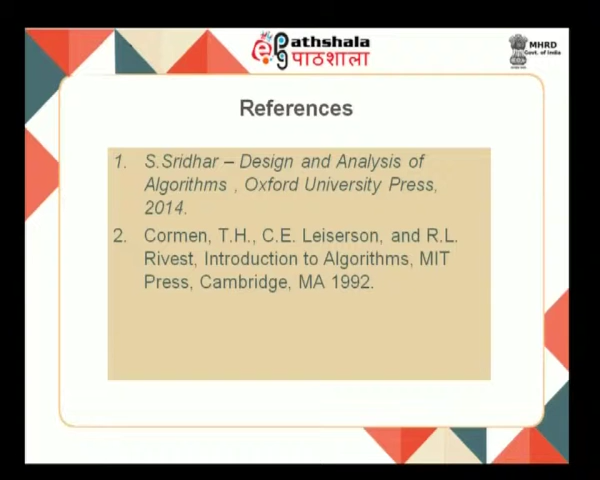 Pathshala
पाठशाला
MHRD
Govt. of India
References
1. S.Sridhar – Design and Analysis of
Algorithms , Oxford University Press,
2014.
2. Cormen, T.H., C.E. Leiserson, and R.L.
Rivest, Introduction to Algorithms, MIT
Press, Cambridge, MA 1992.